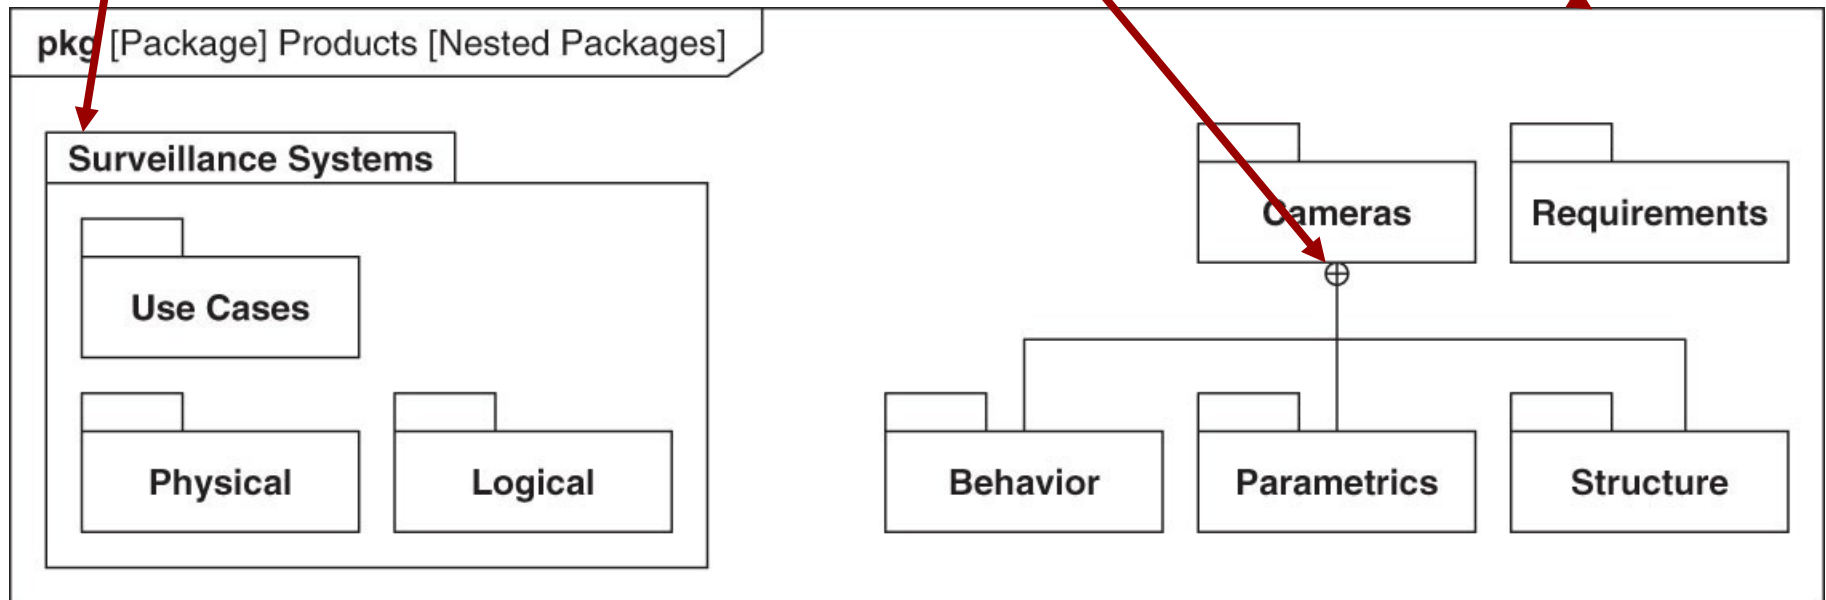 pkg [Package] Products [Nested Packages]
Surveillance Systems
Use Cases
Physical
Logical
Cameras
Requirements
Behavior
Parametrics
Structure